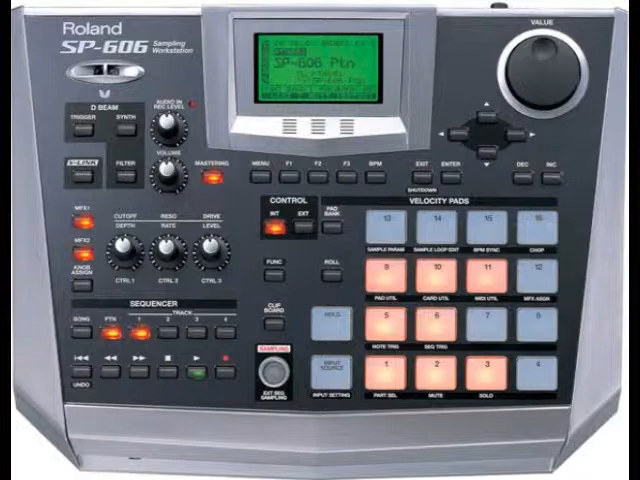 Roland
SP-606 Sampling Workstation
VALUE
SP-606 Ptn
D BEAM
TRIGGER SYNTH
AUDIO IN
REC LEVEL
VOLUME
V-LINK FILTER
MASTERING
MENU F1 F2 F3 BPM EXIT ENTER DEC INC
SHUTDOWN
CONTROL
INT EXT
PAD BANK
VELOCITY PADS
13 14 15 16
SAMPLE PARAM SAMPLE LOOP EDIT BPM SYNC CHOP
MFX1
MFX2
KNOB ASSIGN
CUTOFF RESO DRIVE
DEPTH RATE LEVEL
CTRL 1 CTRL 2 CTRL 3
FUNC ROLL
9 10 11 12
PAD UTIL CARD UTIL MIDI UTIL MFX ASGN
SEQUENCER
TRACK
SONG PTN 1 2 3 4
CLIP BOARD
HOLD
5 6 7 8
NOTE TRIG SEQ TRIG
UNDO
SAMPLING
EXT SEQ SAMPLING
INPUT SOURCE
INPUT SETTING
1 2 3 4
PART SEL MUTE SOLO